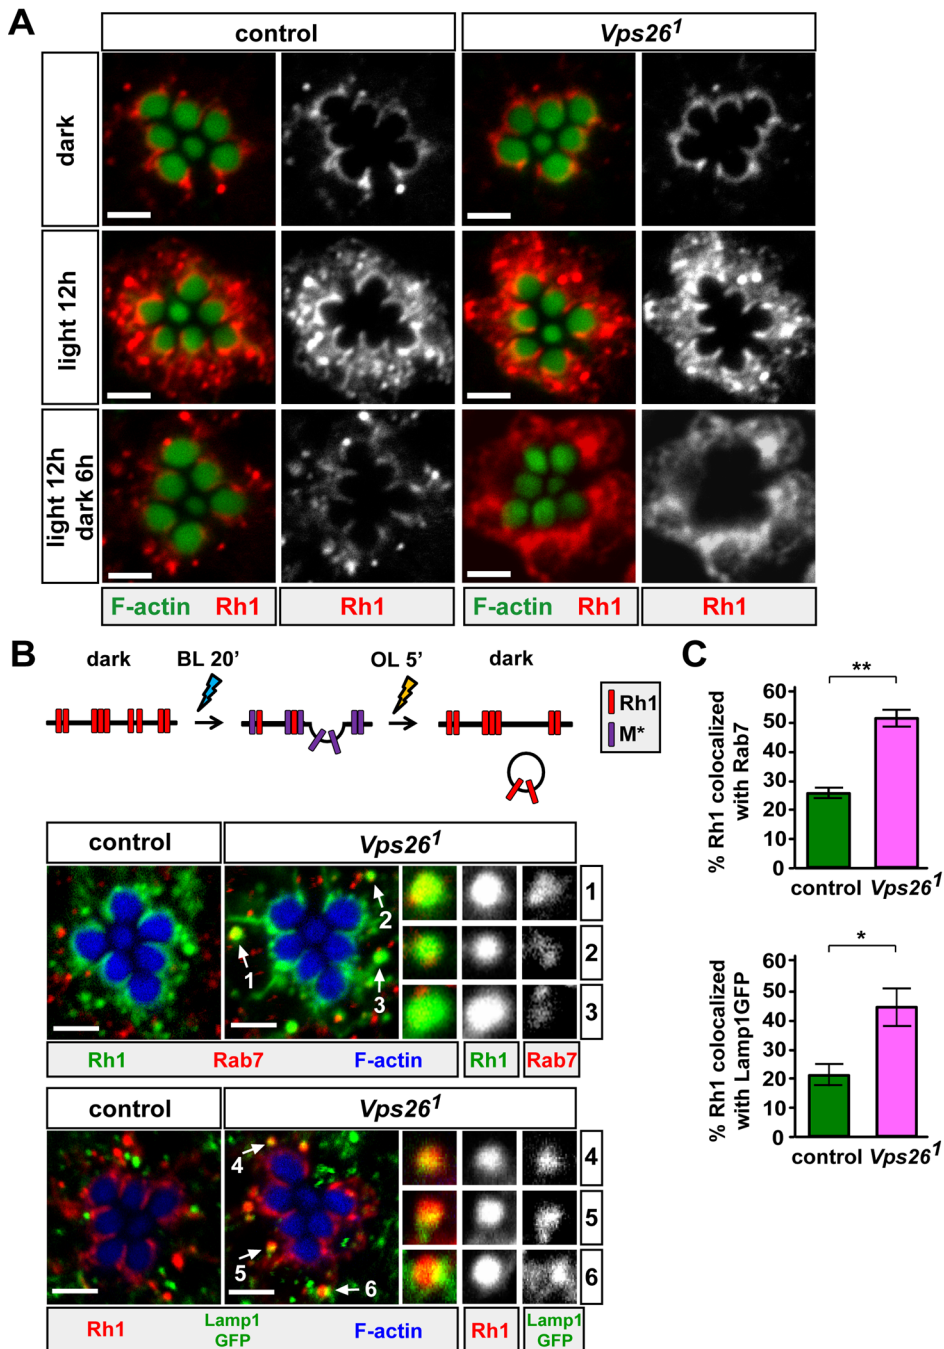 A
control
Vps26¹
dark
light 12h
light 12h
dark 6h
F-actin Rh1
Rh1
F-actin Rh1
Rh1
B
dark
BL 20'
OL 5'
dark
Rh1
M*
control
Vps26¹
1
2
3
1
2
3
Rh1
Rab7
F-actin
Rh1
Rab7
control
Vps26¹
4
5
6
4
5
6
Rh1
Lamp1
GFP
F-actin
Rh1
Lamp1
GFP
C
**
% Rh1 colocalized
with Rab7
60
50
40
30
20
10
0
control Vps26¹
*
% Rh1 colocalized
with Lamp1GFP
60
50
40
30
20
10
0
control Vps26¹